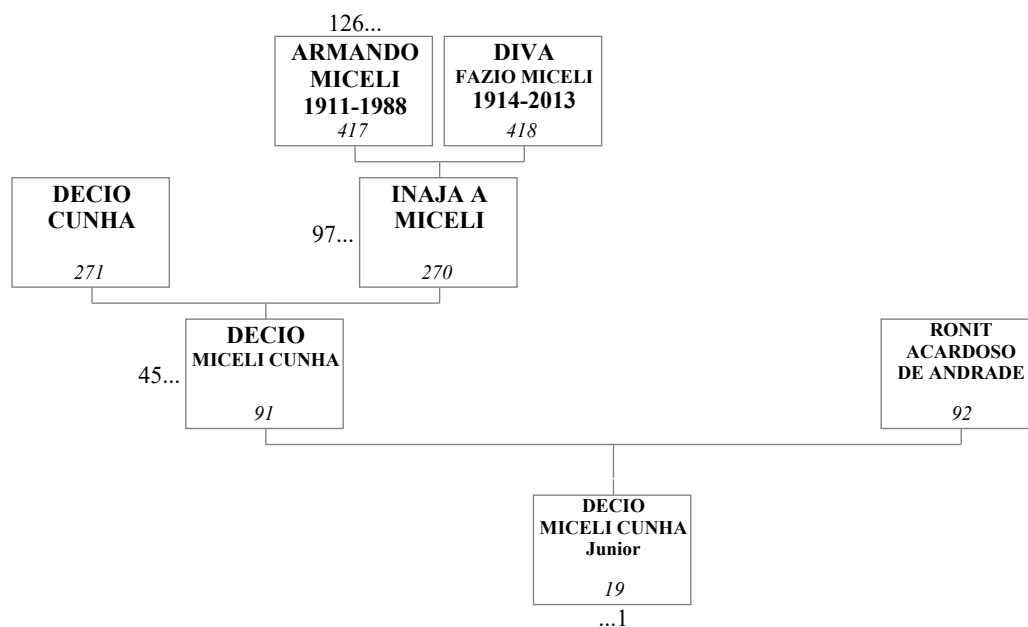 126...
ARMANDO
MICELI
1911-1988
417
DIVA
FAZIO MICELI
1914-2013
418
DECIO
CUNHA
271
97...
INAJA A
MICELI
270
45...
DECIO
MICELI CUNHA
91
RONIT
ACARDOSO
DE ANDRADE
92
DECIO
MICELI CUNHA
Junior
19
...1